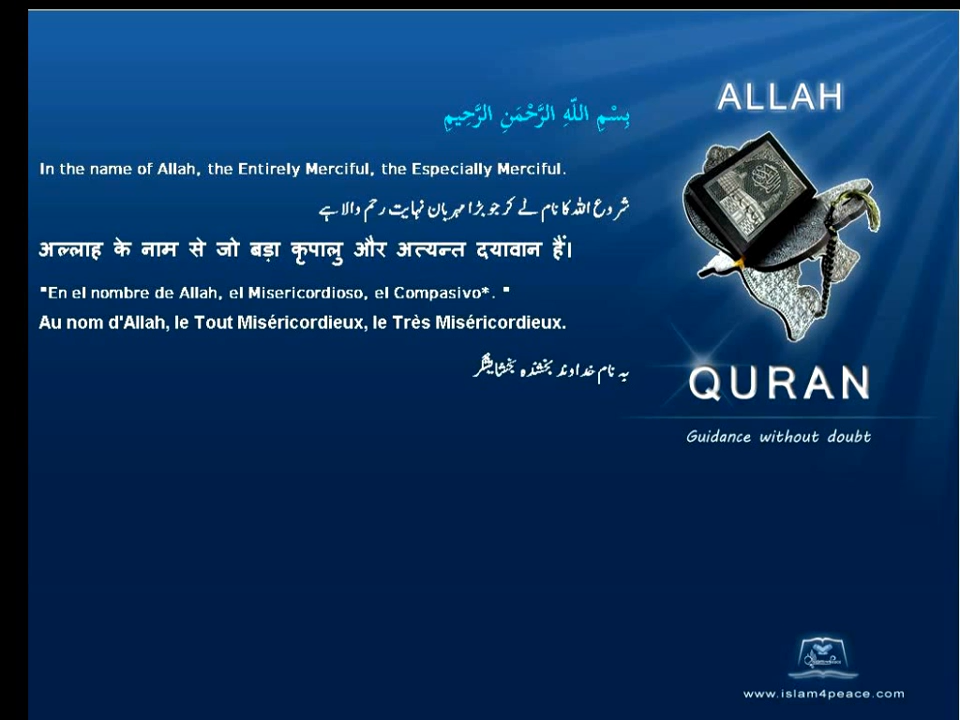 بِسْمِ اللّهِ الرَّحْمَنِ الرَّحِيمِ
In the name of Allah, the Entirely Merciful, the Especially Merciful.
شروع الله کا نام لے کر جو بڑا مہربان نہایت رحم والا ہے
अल्लाह के नाम से जो बड़ा कृपालु और अत्यन्त दयावान हैं।
"En el nombre de Allah, el Misericordioso, el Compasivo*. "
Au nom d'Allah, le Tout Miséricordieux, le Très Miséricordieux.
به نام خداوند بخشنده بخشایشگر
ALLAH
QURAN
Guidance without doubt
www.islam4peace.com